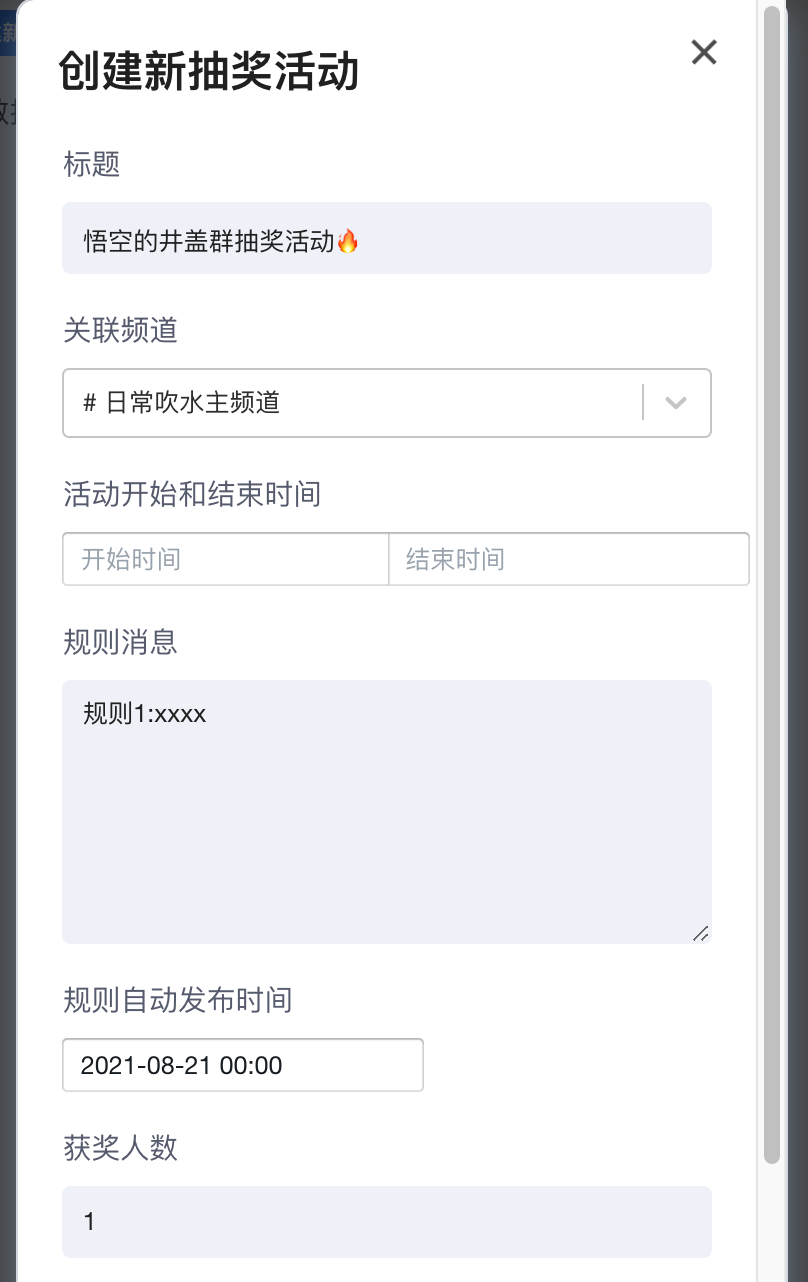 创建新抽奖活动
标题
悟空的井盖群抽奖活动🔥
关联频道
# 日常吹水主频道
活动开始和结束时间
开始时间 结束时间
规则消息
规则1:xxxx
规则自动发布时间
2021-08-21 00:00
获奖人数
1